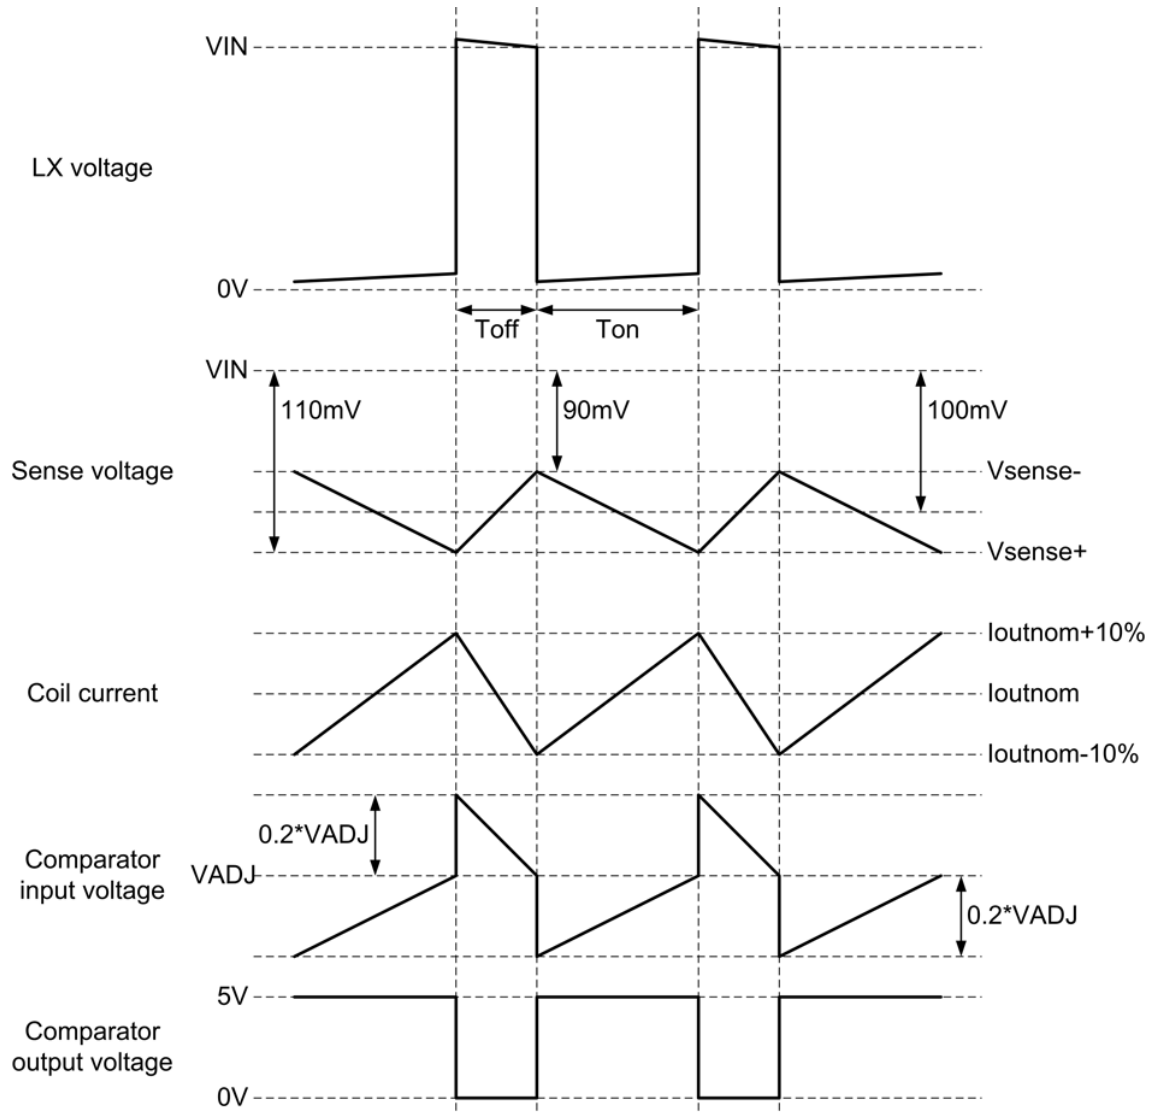 VIN
LX voltage
0V
Toff
Ton
VIN
110mV
90mV
100mV
Sense voltage
Vsense-
Vsense+
Ioutnom+10%
Coil current
Ioutnom
Ioutnom-10%
0.2*VADJ
Comparator
input voltage
VADJ
0.2*VADJ
5V
Comparator
output voltage
0V